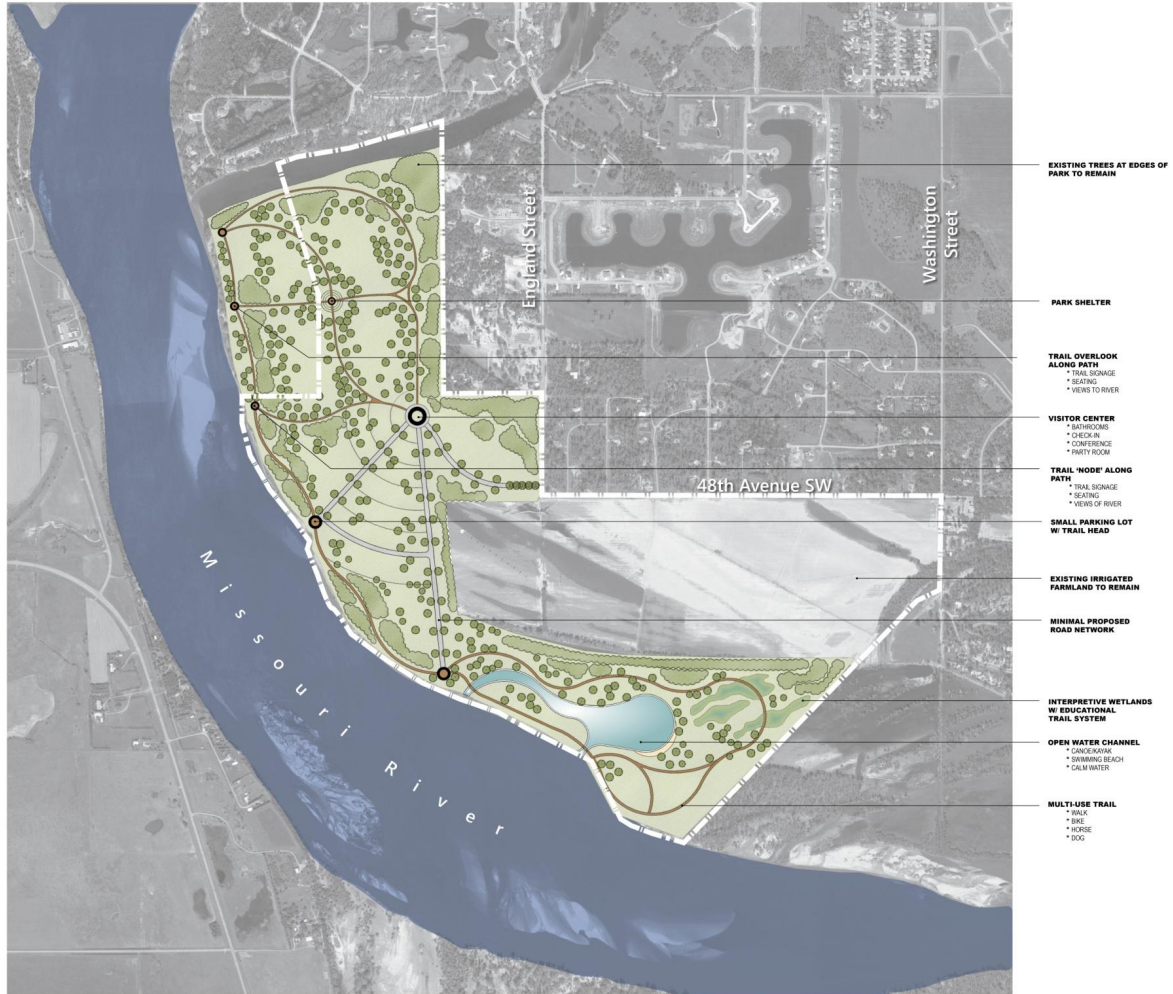 EXISTING TREES AT EDGES OF
PARK TO REMAIN
England Street
Washington
Street
PARK SHELTER
TRAIL OVERLOOK
ALONG PATH
* TRAIL SIGNAGE
* SEATING
* VIEWS TO RIVER
VISITOR CENTER
* BATHROOMS
* CHECK-IN
* CONFERENCE
* PARTY ROOM
TRAIL ‘NODE’ ALONG
PATH
* TRAIL SIGNAGE
* SEATING
* VIEWS OF RIVER
48th Avenue SW
SMALL PARKING LOT
W/ TRAIL HEAD
EXISTING IRRIGATED
FARMLAND TO REMAIN
MINIMAL PROPOSED
ROAD NETWORK
Missouri River
INTERPRETIVE WETLANDS
W/ EDUCATIONAL
TRAIL SYSTEM
OPEN WATER CHANNEL
* CANOE/KAYAK
* SWIMMING BEACH
* CALM WATER
MULTI-USE TRAIL
* WALK
* BIKE
* HORSE
* DOG